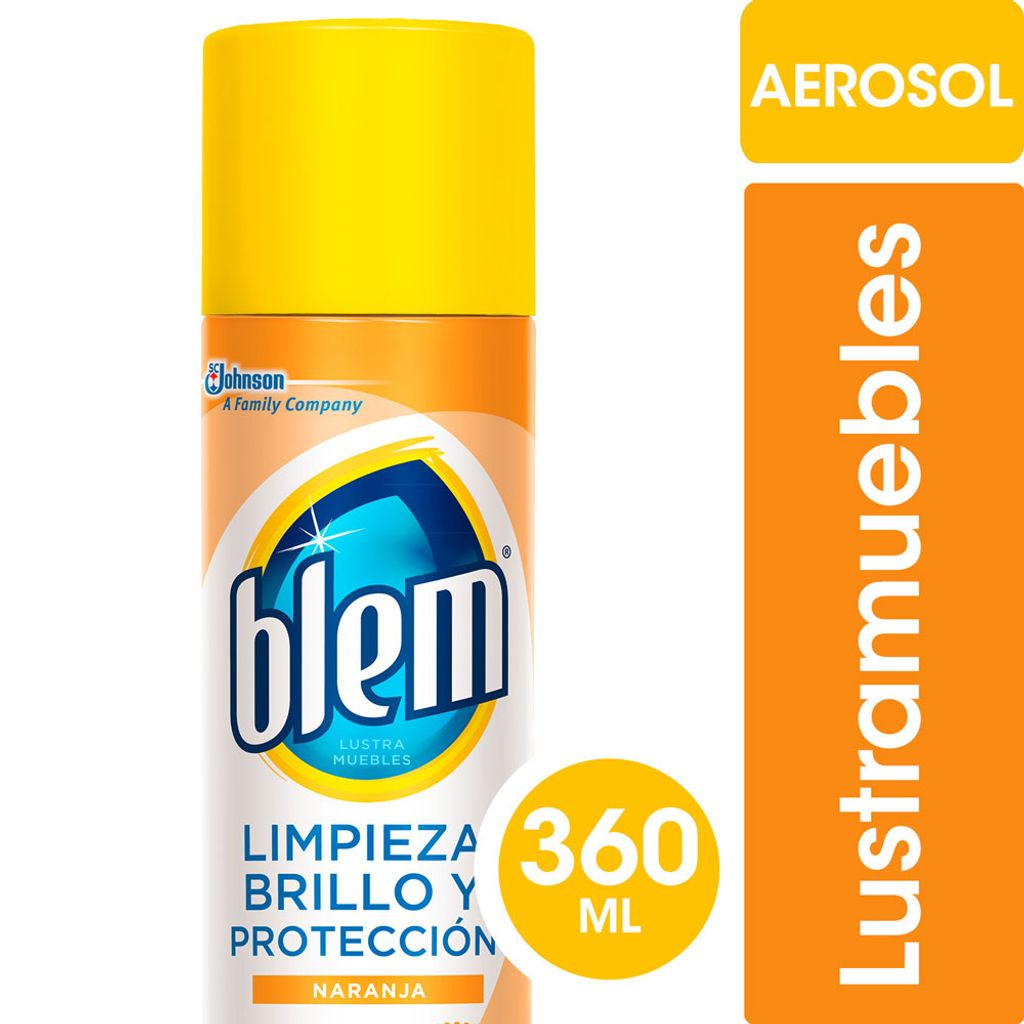 AEROSOL
Lustramuebles
SC Johnson
A Family Company
blem®
LUSTRA
MUEBLES
LIMPIEZA
BRILLO Y
PROTECCIÓN
NARANJA
360
ML